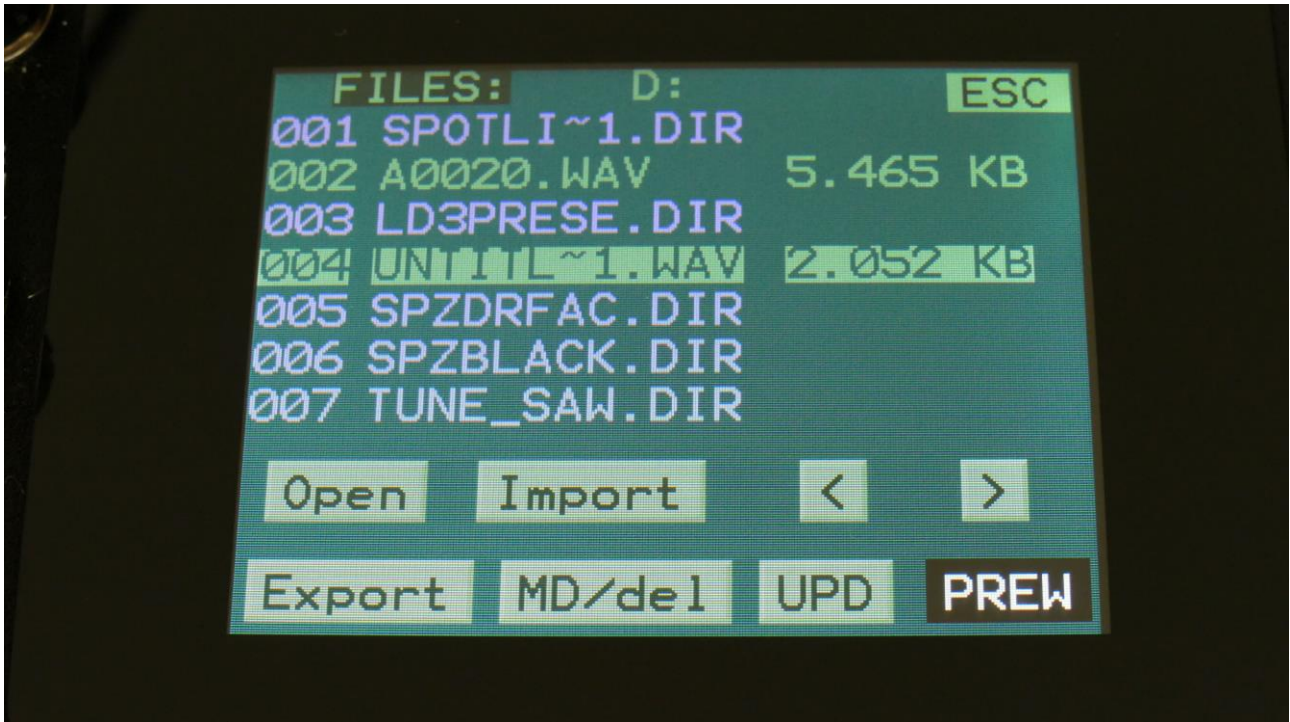 FILES: D: ESC
001 SPOTLI~1.DIR
002 A0020.WAV 5.465 KB
003 LD3PRESE.DIR
004 UNTITL~1.WAV 2.052 KB
005 SPZDRFAC.DIR
006 SPZBLACK.DIR
007 TUNE_SAW.DIR
Open Import < >
Export MD/del UPD PREW